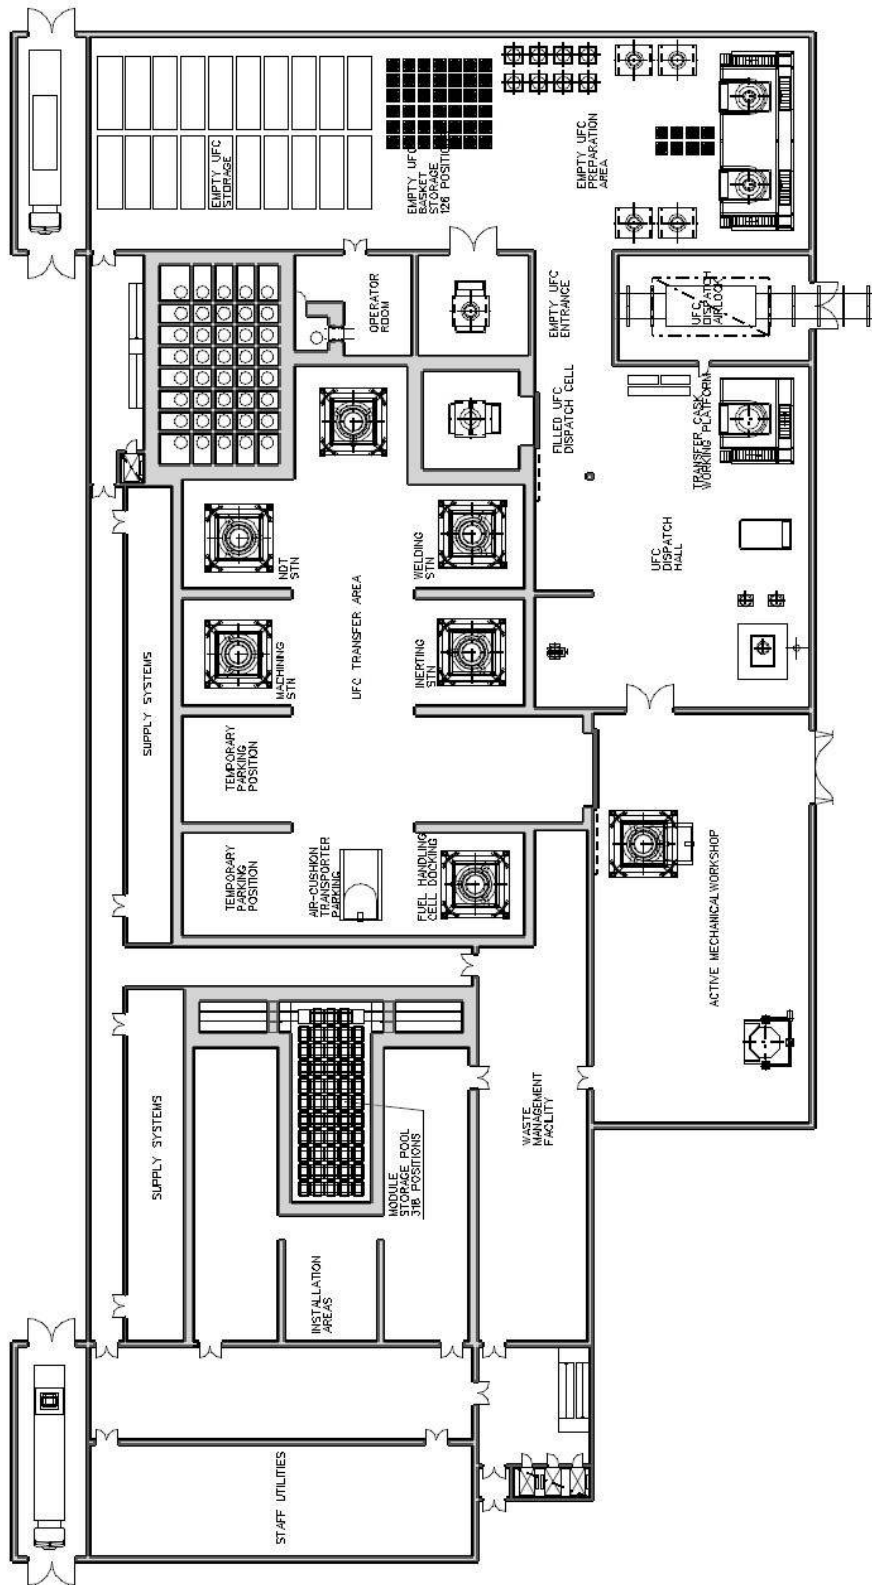 EMPTY UFC
STORAGE
EMPTY UFC
BASKET
STORAGE
126 POSITION
EMPTY UFC
PREPARATION
AREA
OPERATOR
ROOM
EMPTY UFC
ENTRANCE
UFC
DISPATCH
AIRLOCK
FILLED UFC
DISPATCH CELL
TRANSFER CASK
WORKING PLATFORM
NDT
STN
WELDING
STN
UFC
DISPATCH
HALL
UFC TRANSFER AREA
MACHINING
STN
INERTING
STN
SUPPLY SYSTEMS
TEMPORARY
PARKING
POSITION
TEMPORARY
PARKING
POSITION
AIR-CUSHION
TRANSPORTER
PARKING
FUEL HANDLING
CELL DOCKING
ACTIVE MECHANICAL WORKSHOP
SUPPLY SYSTEMS
MODULE
STORAGE POOL
316 POSITIONS
WASTE
MANAGEMENT
FACILITY
INSTALLATION
AREAS
STAFF UTILITIES